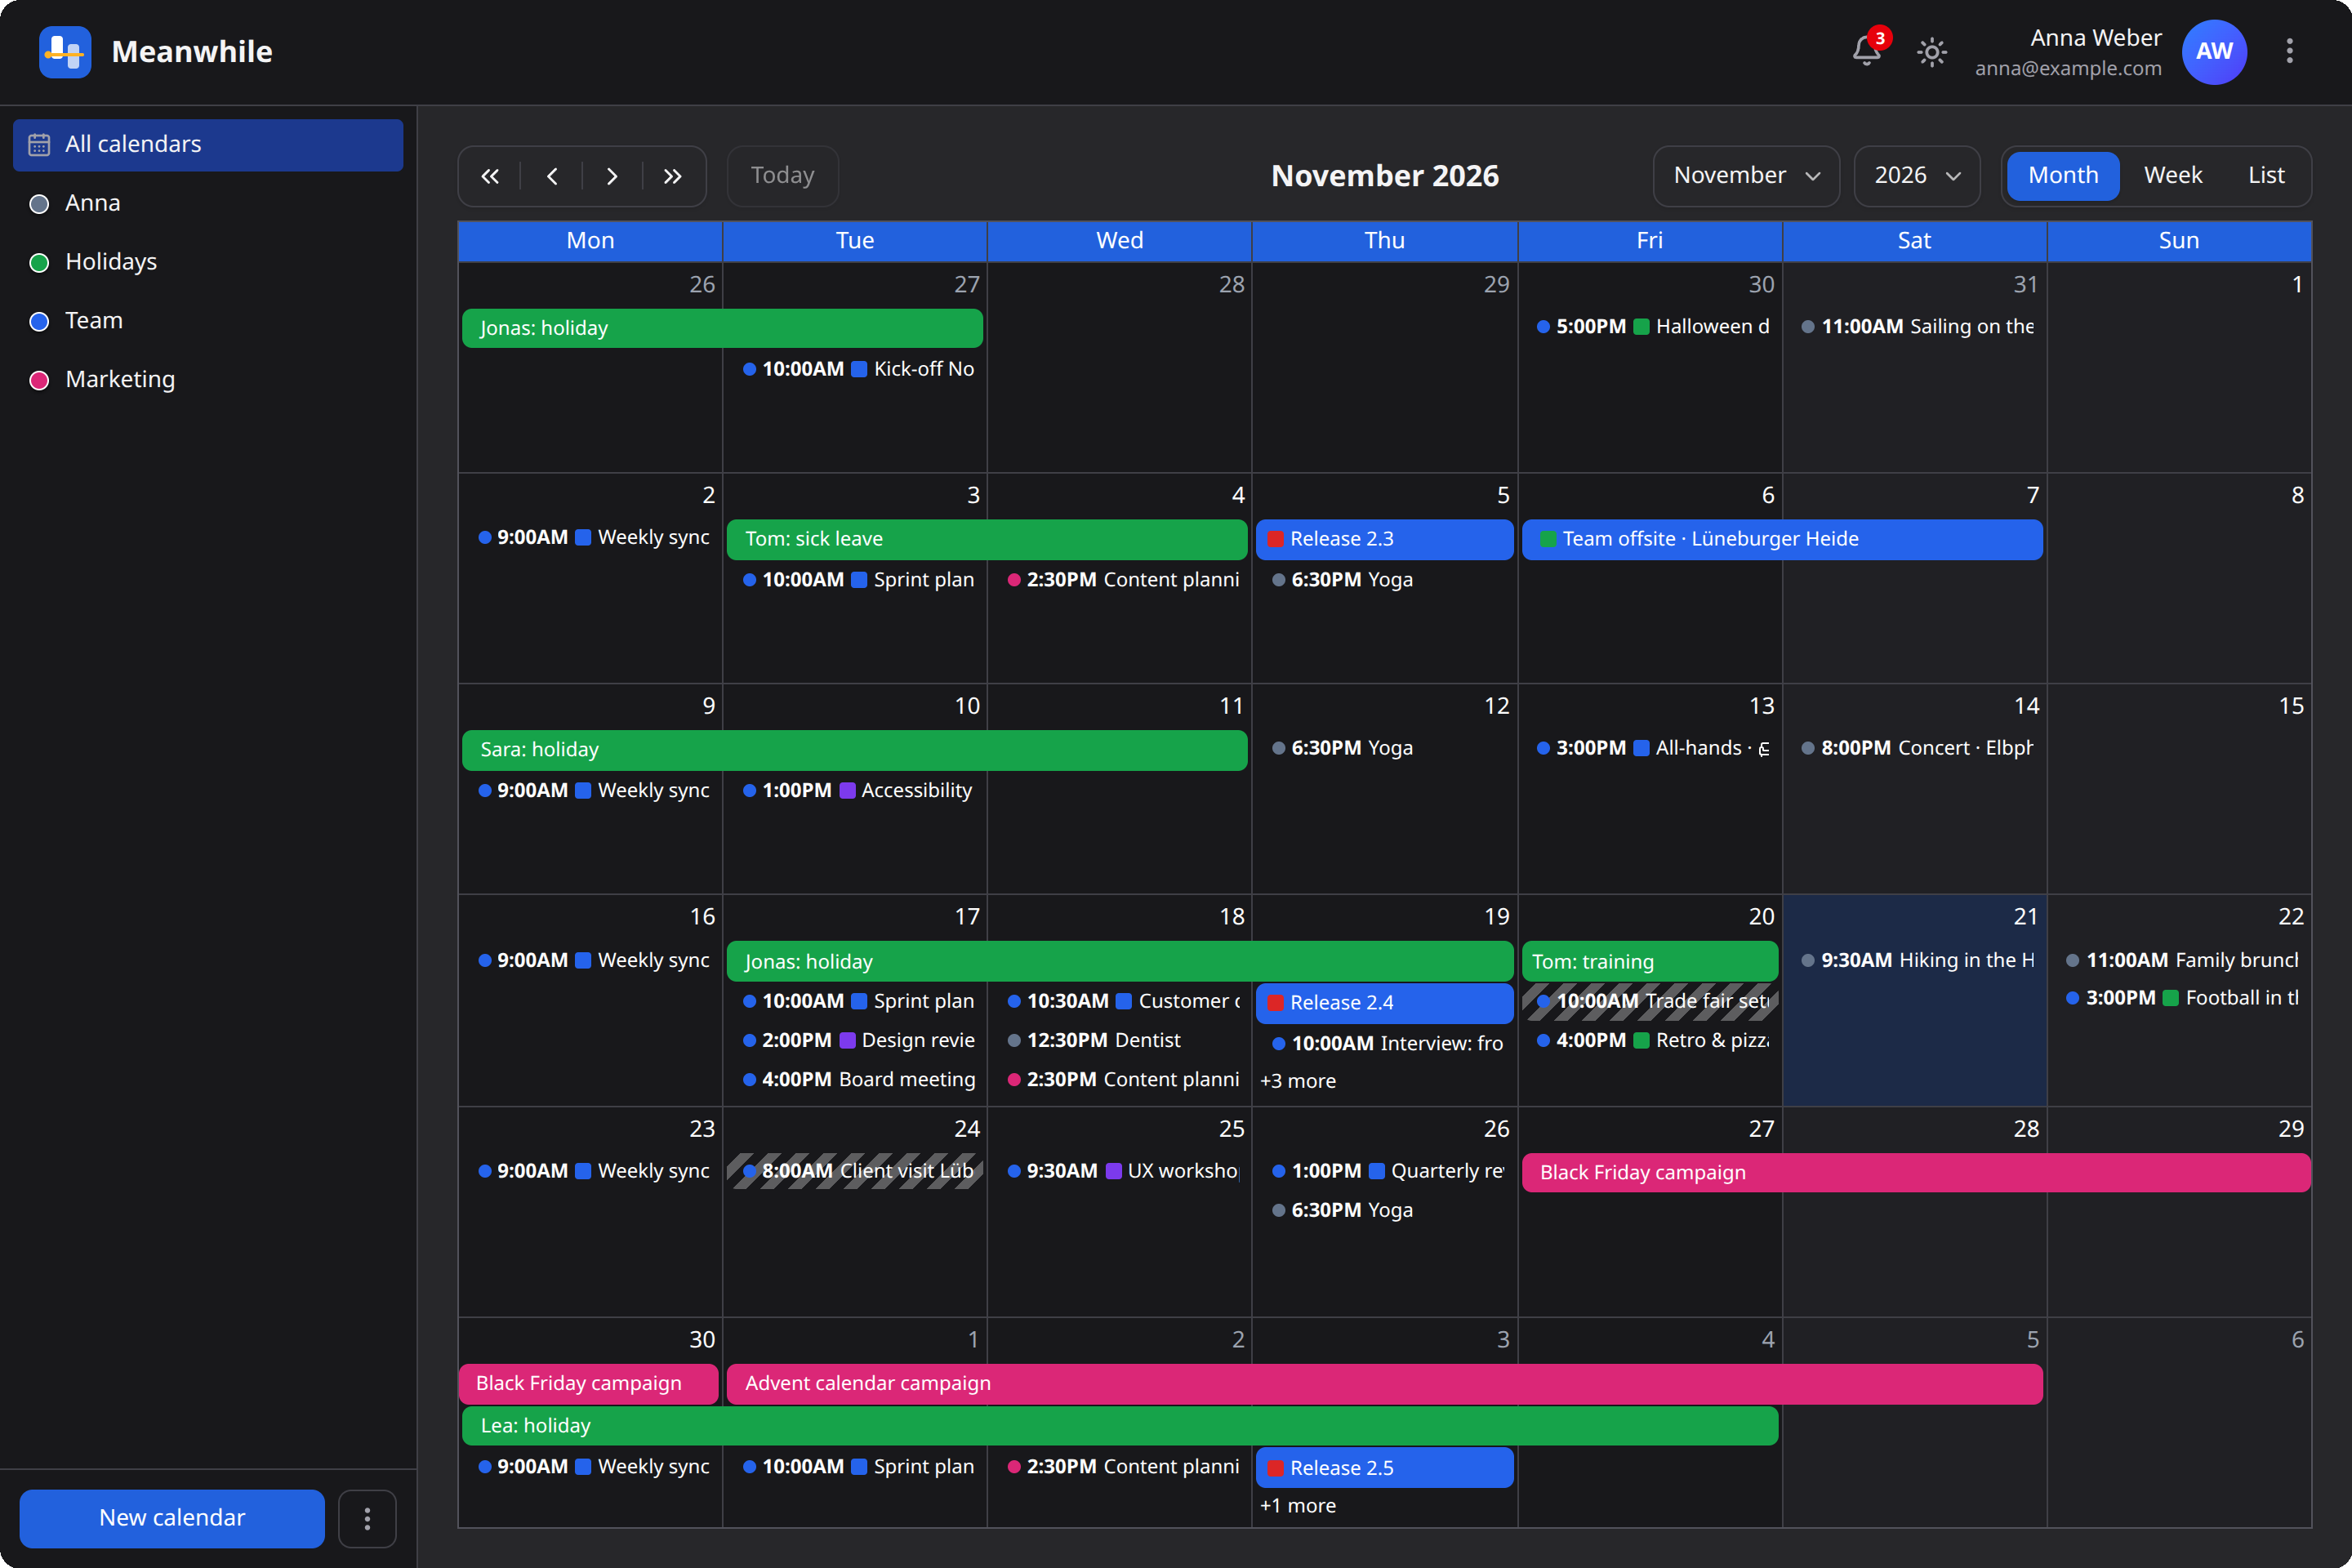 Meanwhile
3
Anna Weber
anna@example.com
AW
All calendars
Anna
Holidays
Team
Marketing
New calendar
Today
November 2026
November
2026
Month
Week
List
Mon
Tue
Wed
Thu
Fri
Sat
Sun
26
27
28
29
30
31
1
Jonas: holiday
10:00AM Kick-off No
5:00PM Halloween d
11:00AM Sailing on the
2
3
4
5
6
7
8
9:00AM Weekly sync
Tom: sick leave
10:00AM Sprint plan
2:30PM Content planni
Release 2.3
6:30PM Yoga
Team offsite · Lüneburger Heide
9
10
11
12
13
14
15
Sara: holiday
9:00AM Weekly sync
1:00PM Accessibility
6:30PM Yoga
3:00PM All-hands ·
8:00PM Concert · Elbph
16
17
18
19
20
21
22
9:00AM Weekly sync
Jonas: holiday
10:00AM Sprint plan
2:00PM Design revie
4:00PM Board meeting
10:30AM Customer
12:30PM Dentist
2:30PM Content planni
Release 2.4
10:00AM Interview: fro
+3 more
Tom: training
10:00AM Trade fair setu
4:00PM Retro & pizza
9:30AM Hiking in the H
11:00AM Family brunch
3:00PM Football in th
23
24
25
26
27
28
29
9:00AM Weekly sync
8:00AM Client visit Lüb
9:30AM UX workshop
1:00PM Quarterly rev
6:30PM Yoga
Black Friday campaign
30
1
2
3
4
5
6
Black Friday campaign
Advent calendar campaign
Lea: holiday
9:00AM Weekly sync
10:00AM Sprint plan
2:30PM Content planni
Release 2.5
+1 more